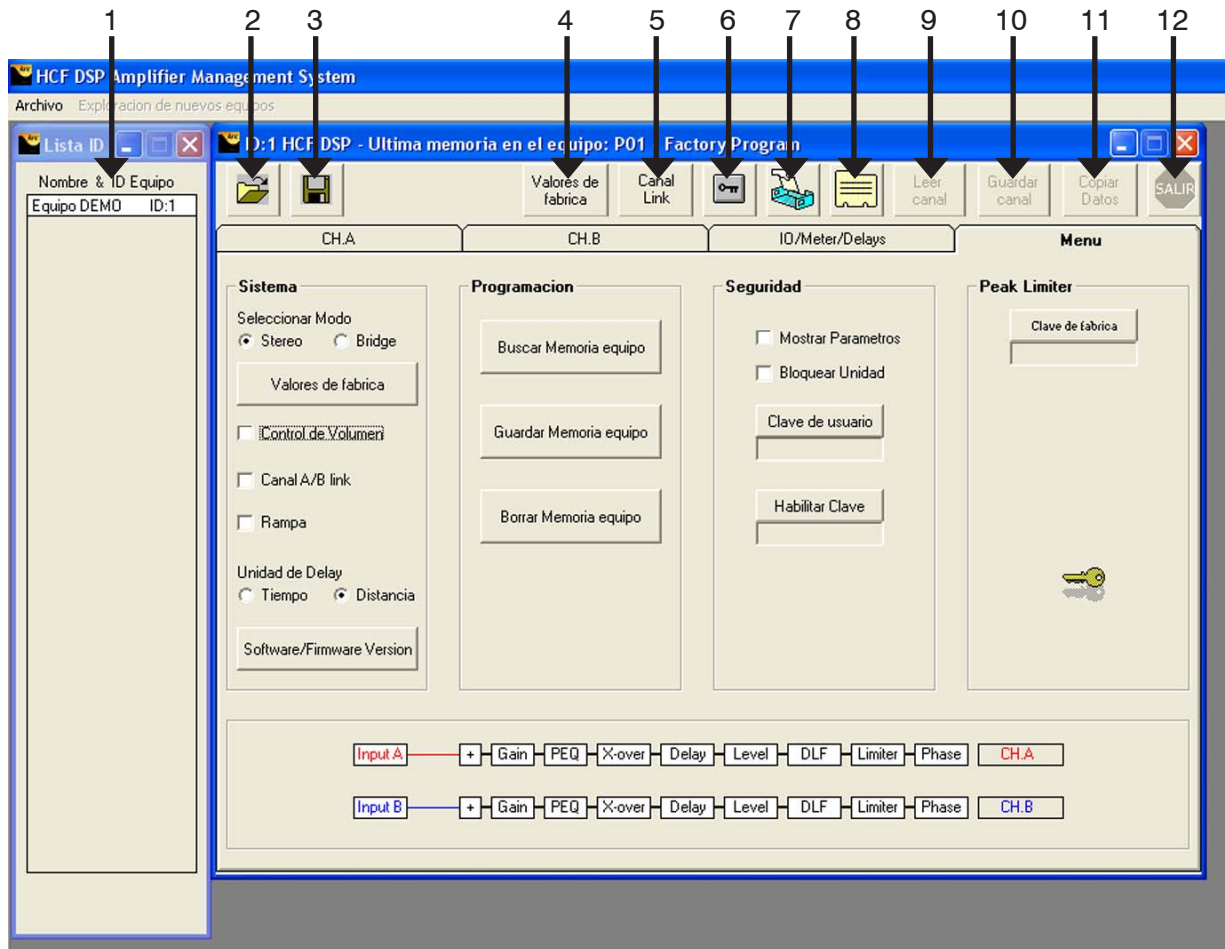 1 2 3 4 5 6 7 8 9 10 11 12
HCF DSP Amplifier Management System
Archivo Exploracion de nuevos equipos
Lista ID
Nombre & ID Equipo
Equipo DEMO ID:1
ID:1 HCF DSP - Ultima memoria en el equipo: P01 - Factory Program
Valores de fabrica
Canal Link
Leer canal
Guardar canal
Copiar Datos
SALIR
CH.A CH.B IO/Meter/Delays Menu
Sistema
Seleccionar Modo
Stereo Bridge
Valores de fabrica
Control de Volumen
Canal A/B link
Rampa
Unidad de Delay
Tiempo Distancia
Software/Firmware Version
Programacion
Buscar Memoria equipo
Guardar Memoria equipo
Borrar Memoria equipo
Seguridad
Mostrar Parametros
Bloquear Unidad
Clave de usuario
Habilitar Clave
Peak Limiter
Clave de fabrica
Input A + Gain PEQ X-over Delay Level DLF Limiter Phase CH.A
Input B + Gain PEQ X-over Delay Level DLF Limiter Phase CH.B